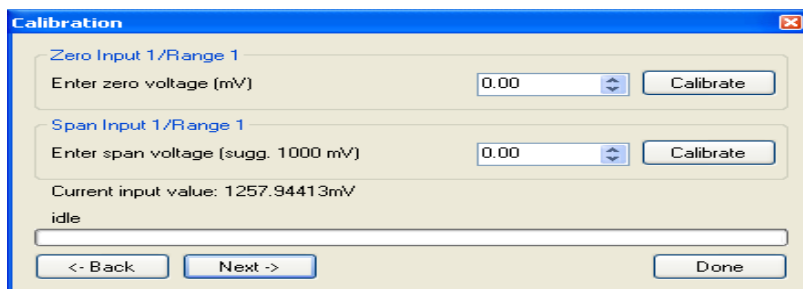 Calibration
Zero Input 1/Range 1
Enter zero voltage (mV) 0.00 Calibrate
Span Input 1/Range 1
Enter span voltage (sugg. 1000 mV) 0.00 Calibrate
Current input value: 1257.94413mV
idle
<- Back Next -> Done